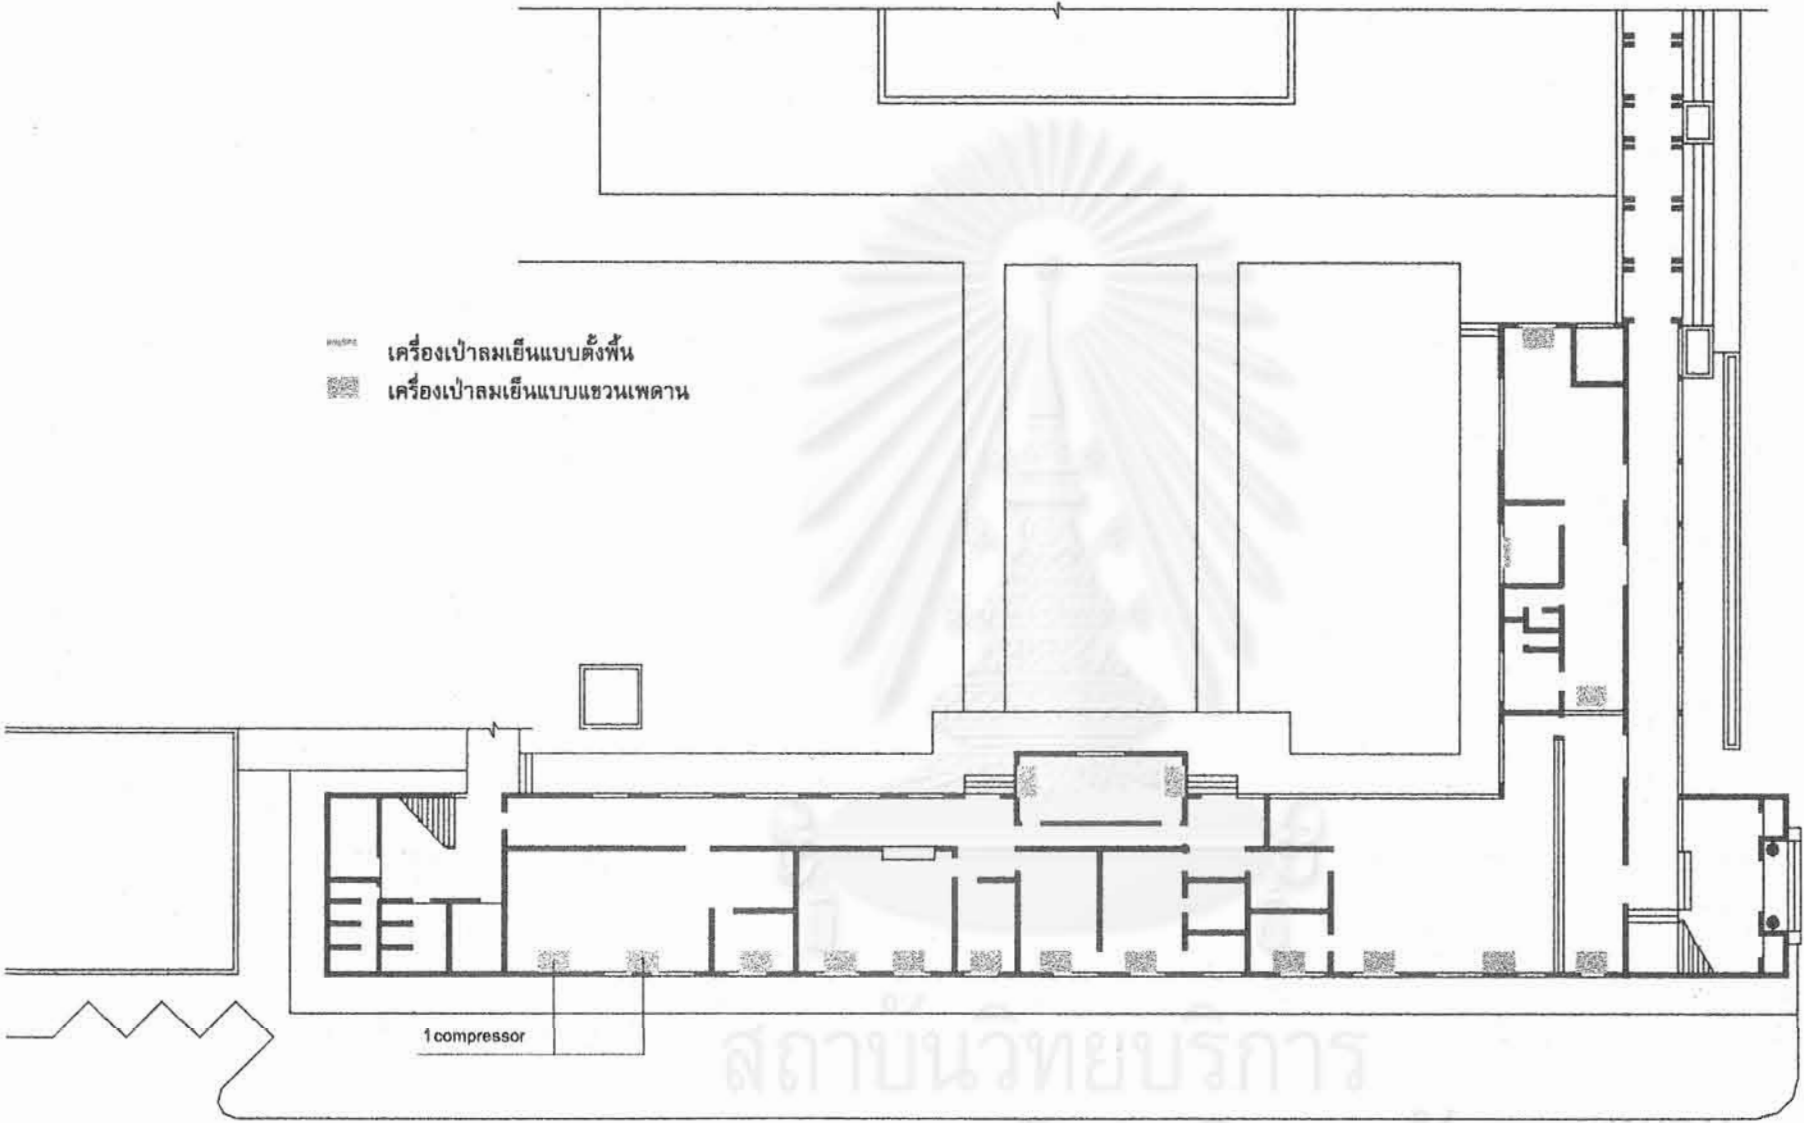 เครื่องเป่าลมเย็นแบบตั้งพื้น
เครื่องเป่าลมเย็นแบบแขวนเพดาน
1 compressor
สถาบันวิทยบริการ